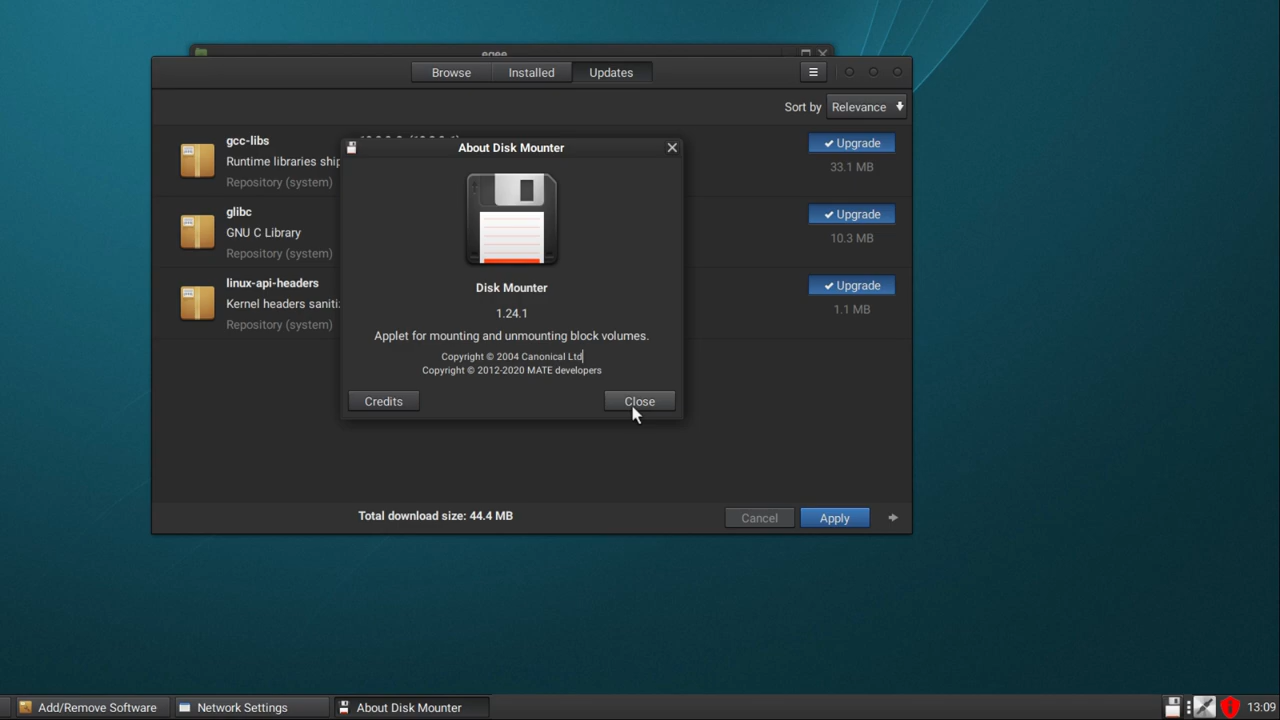 egee
Browse
Installed
Updates
Sort by
Relevance
gcc-libs
Runtime libraries ship
Repository (system)
Upgrade
33.1 MB
glibc
GNU C Library
Repository (system)
Upgrade
10.3 MB
linux-api-headers
Kernel headers saniti
Repository (system)
Upgrade
1.1 MB
About Disk Mounter
Disk Mounter
1.24.1
Applet for mounting and unmounting block volumes.
Copyright © 2004 Canonical Ltd
Copyright © 2012-2020 MATE developers
Credits
Close
Total download size: 44.4 MB
Cancel
Apply
Add/Remove Software
Network Settings
About Disk Mounter
13:09